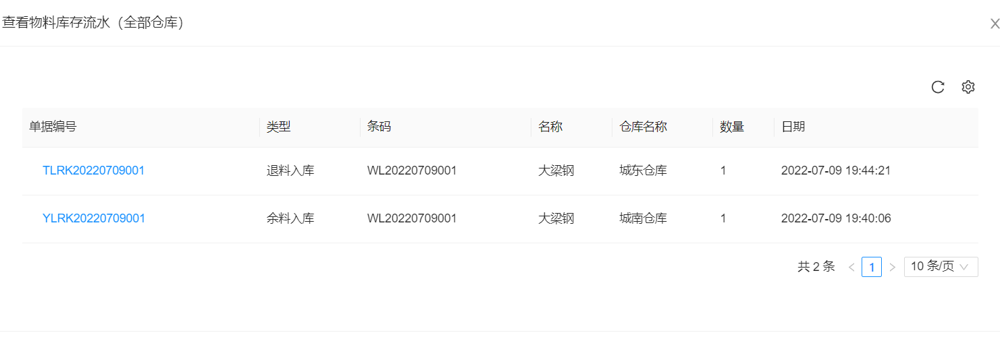 查看物料库存流水（全部仓库）
单据编号 类型 条码 名称 仓库名称 数量 日期
TLRK20220709001 退料入库 WL20220709001 大梁钢 城东仓库 1 2022-07-09 19:44:21
YLRK20220709001 余料入库 WL20220709001 大梁钢 城南仓库 1 2022-07-09 19:40:06
共 2 条 < 1 > 10 条/页